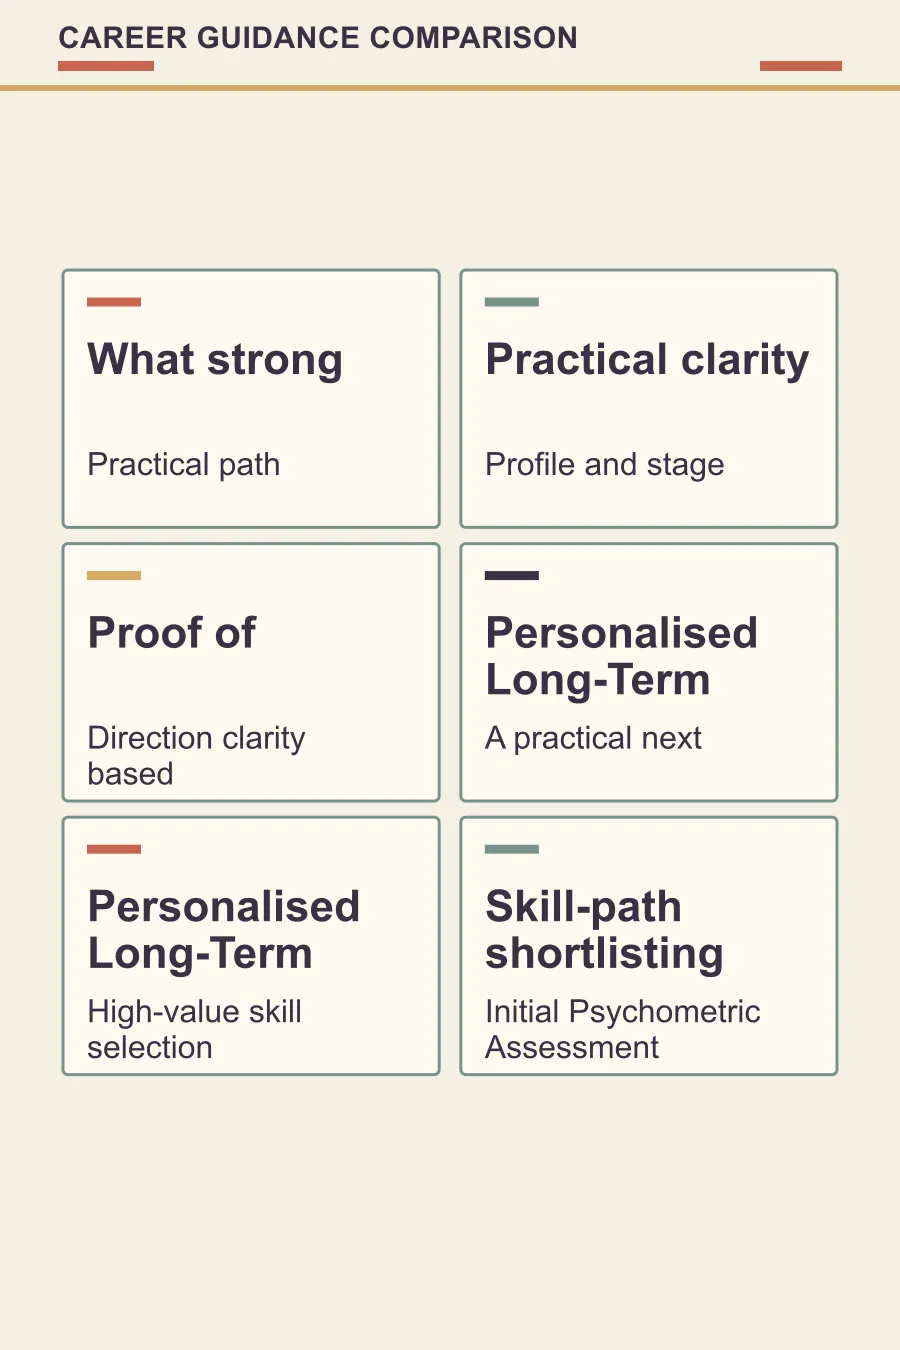 CAREER GUIDANCE COMPARISON
What strong
Practical path
Practical clarity
Profile and stage
Proof of
Direction clarity
based
Personalised
Long-Term
A practical next
Personalised
Long-Term
High-value skill
selection
Skill-path
shortlisting
Initial Psychometric
Assessment